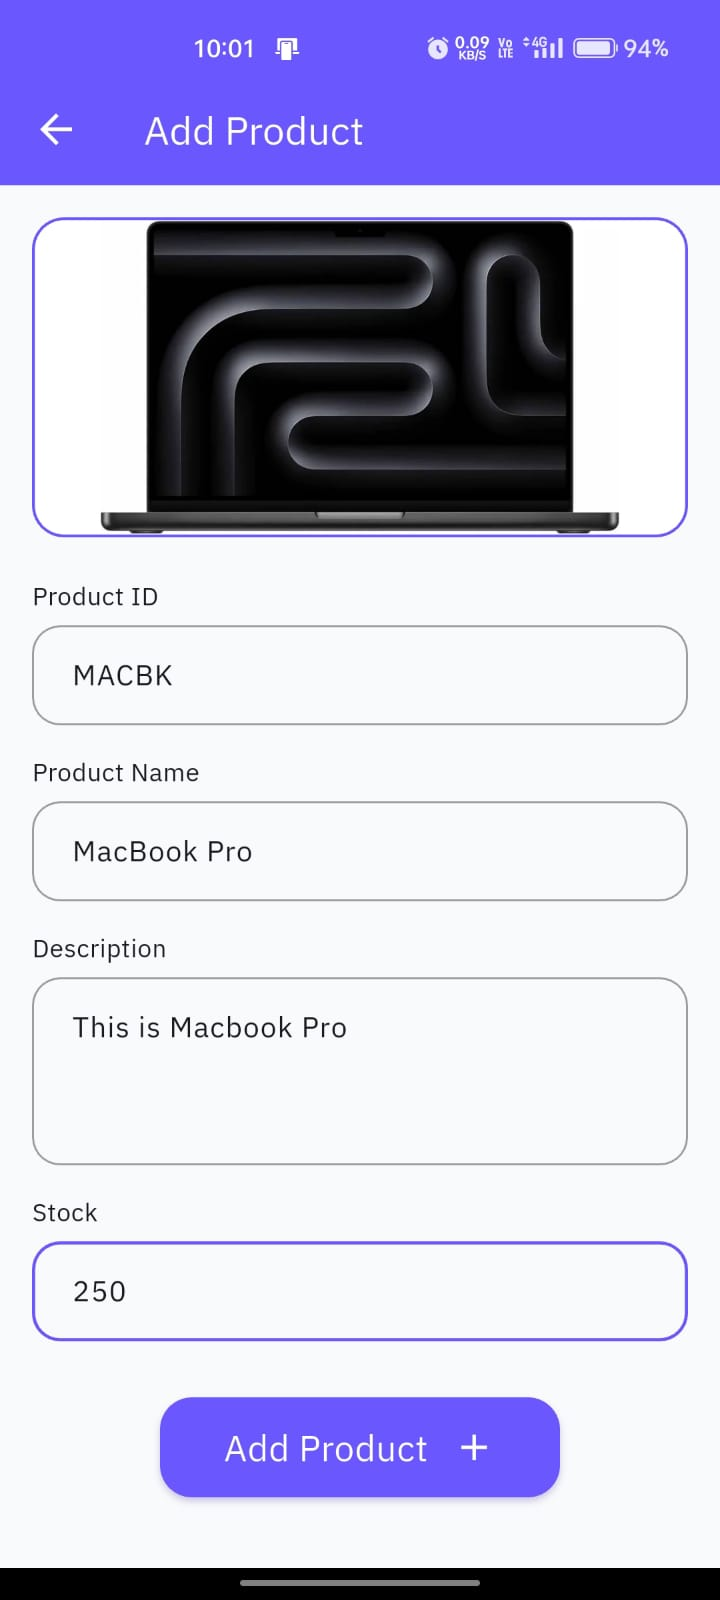 10:01 0.09 KB/S Vo LTE 4G 94%
Add Product
Product ID
MACBK
Product Name
MacBook Pro
Description
This is Macbook Pro
Stock
250
Add Product +